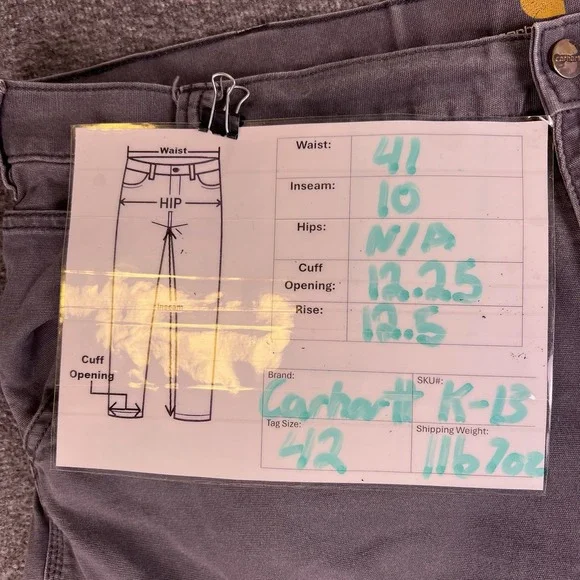 Waist
HIP
Inseam
Cuff
Opening
Waist: 41
Inseam: 10
Hips: N/A
Cuff
Opening: 12.25
Rise: 12.5
Brand: Carhartt
SKU#: K-13
Tag Size: 42
Shipping Weight: 1lb 7oz